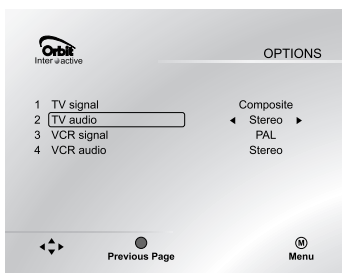 Orbit
Inter active
OPTIONS
1 TV signal Composite
2 TV audio Stereo
3 VCR signal PAL
4 VCR audio Stereo
Previous Page
M
Menu